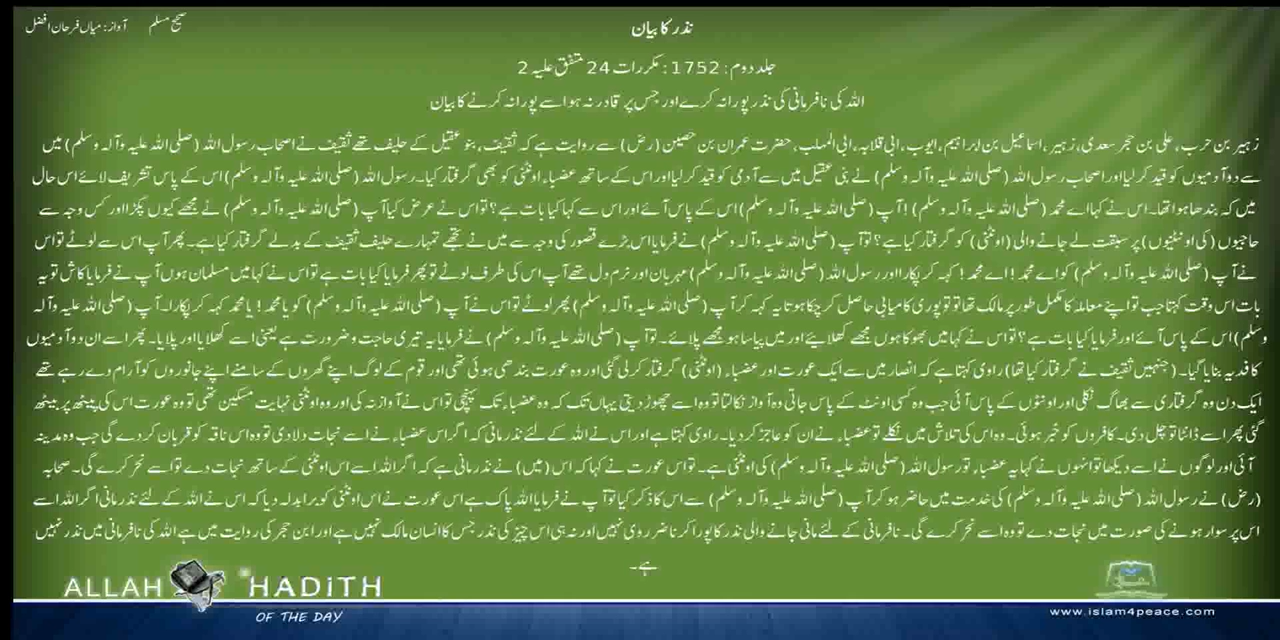 صحیح مسلم آواز: میاں فرحان افضل
نذر کا بیان
جلد دوم : 1752 : مکررات 24 متفق علیہ 2
اللہ کی نافرمانی کی نذر پورا نہ کرے اور جس پر قادر نہ ہو اسے پورا نہ کرنے کا بیان
زہیر بن حرب، علی بن حجر سعدی، زہیر، اسماعیل بن ابراہیم، ایوب، ابی قلابہ، ابی المہلب، حضرت عمران بن حصین (رض) سے روایت ہے کہ ثقیف، بنو عقیل کے حلیف تھے ثقیف نے اصحاب رسول اللہ (صلی اللہ علیہ وآلہ وسلم) میں
سے دو آدمیوں کو قید کر لیا اور اصحاب رسول اللہ (صلی اللہ علیہ وآلہ وسلم) نے بنی عقیل میں سے آدمی کو قید کر لیا اور اس کے ساتھ عضباء اونٹنی کو بھی گرفتار کیا۔ رسول اللہ (صلی اللہ علیہ وآلہ وسلم) اس کے پاس تشریف لائے اس حال
میں کہ بندھا ہوا تھا۔ اس نے کہا اے محمد (صلی اللہ علیہ وآلہ وسلم) ! آپ (صلی اللہ علیہ وآلہ وسلم) اس کے پاس آئے اور اس سے کہا کیا بات ہے؟ تو اس نے عرض کیا آپ (صلی اللہ علیہ وآلہ وسلم) نے مجھے کیوں پکڑا اور کس وجہ سے
حاجیوں (کی اونٹنیوں) پر سبقت لے جانے والی (اونٹنی) کو گرفتار کیا ہے؟ تو آپ (صلی اللہ علیہ وآلہ وسلم) نے فرمایا اس بڑے قصور کی وجہ سے میں نے تجھے تمہارے حلیف ثقیف کے بدلے گرفتار کیا ہے۔ پھر آپ اس سے لوٹے تو اس
نے آپ (صلی اللہ علیہ وآلہ وسلم) کو اے محمد ! اے محمد ! کہہ کر پکارا اور رسول اللہ (صلی اللہ علیہ وآلہ وسلم) مہربان اور نرم دل تھے آپ اس کی طرف لوٹے تو پھر فرمایا کیا بات ہے تو اس نے کہا میں مسلمان ہوں آپ نے فرمایا کاش تو یہ
بات اس وقت کہتا جب تو اپنے معاملہ کا مکمل طور پر مالک تھا تو تو پوری کامیابی حاصل کر چکا ہوتا یہ کہہ کر آپ (صلی اللہ علیہ وآلہ وسلم) پھر لوٹے تو اس نے آپ (صلی اللہ علیہ وآلہ وسلم) کو یا محمد ! یا محمد کہہ کر پکارا۔ آپ (صلی اللہ علیہ وآلہ
وسلم) اس کے پاس آئے اور فرمایا کیا بات ہے؟ تو اس نے کہا میں بھوکا ہوں مجھے کھلایئے اور میں پیاسا ہو مجھے پلائے۔ تو آپ (صلی اللہ علیہ وآلہ وسلم) نے فرمایا یہ تیری حاجت و ضرورت ہے یعنی اسے کھلایا اور پلایا۔ پھر اسے ان دو آدمیوں
کا فدیہ بنایا گیا۔ (جنہیں ثقیف نے گرفتار کیا تھا) راوی کہتا ہے کہ انصار میں سے ایک عورت اور عضباء (اونٹنی) گرفتار کر لی گئی اور وہ عورت بندھی ہوئی تھی اور قوم کے لوگ اپنے گھروں کے سامنے اپنے جانوروں کو آرام دے رہے تھے
ایک دن وہ گرفتاری سے بھاگ نکلی اور اونٹوں کے پاس آئی جب وہ کسی اونٹ کے پاس جاتی وہ آواز نکالتا تو وہ اسے چھوڑ دیتی یہاں تک کہ وہ عضباء تک پہنچی تو اس نے آواز نہ کی اور وہ اونٹنی نہایت مسکین تھی تو وہ عورت اس کی پیٹھ پر بیٹھ
گئی پھر اسے ڈانٹا تو چل دی۔ کافروں کو خبر ہوئی۔ وہ اس کی تلاش میں نکلے تو عضباء نے ان کو عاجز کر دیا۔ راوی کہتا ہے اور اس نے اللہ کے لئے نذر مانی کہ اگر اس عضباء نے اسے نجات دلا دی تو وہ اس ناقہ کو قربان کر دے گی جب وہ مدینہ
آئی اور لوگوں نے اسے دیکھا تو انہوں نے کہا یہ عضباء تو رسول اللہ (صلی اللہ علیہ وآلہ وسلم) کی اونٹنی ہے۔ تو اس عورت نے کہا کہ اس (میں) نے نذر مانی ہے کہ اگر اللہ اسے اس اونٹنی کے ساتھ نجات دے تو اسے نحر کرے گی۔ صحابہ
(رض) نے رسول اللہ (صلی اللہ علیہ وآلہ وسلم) کی خدمت میں حاضر ہو کر آپ (صلی اللہ علیہ وآلہ وسلم) سے اس کا ذکر کیا تو آپ نے فرمایا اللہ پاک ہے اس عورت نے اس اونٹنی کو برا بدلہ دیا کہ اس نے اللہ کے لئے نذر مانی اگر اللہ اسے
اس پر سوار ہونے کی صورت میں نجات دے تو وہ اسے نحر کرے گی۔ نافرمانی کے لئے مانی جانے والی نذر کا پورا کرنا ضروری نہیں اور نہ ہی اس چیز کی نذر جس کا انسان مالک نہیں ہے اور ابن حجر کی روایت میں ہے اللہ کی نافرمانی میں نذر نہیں
ہے۔
ALLAH HADITH
OF THE DAY
www.islam4peace.com